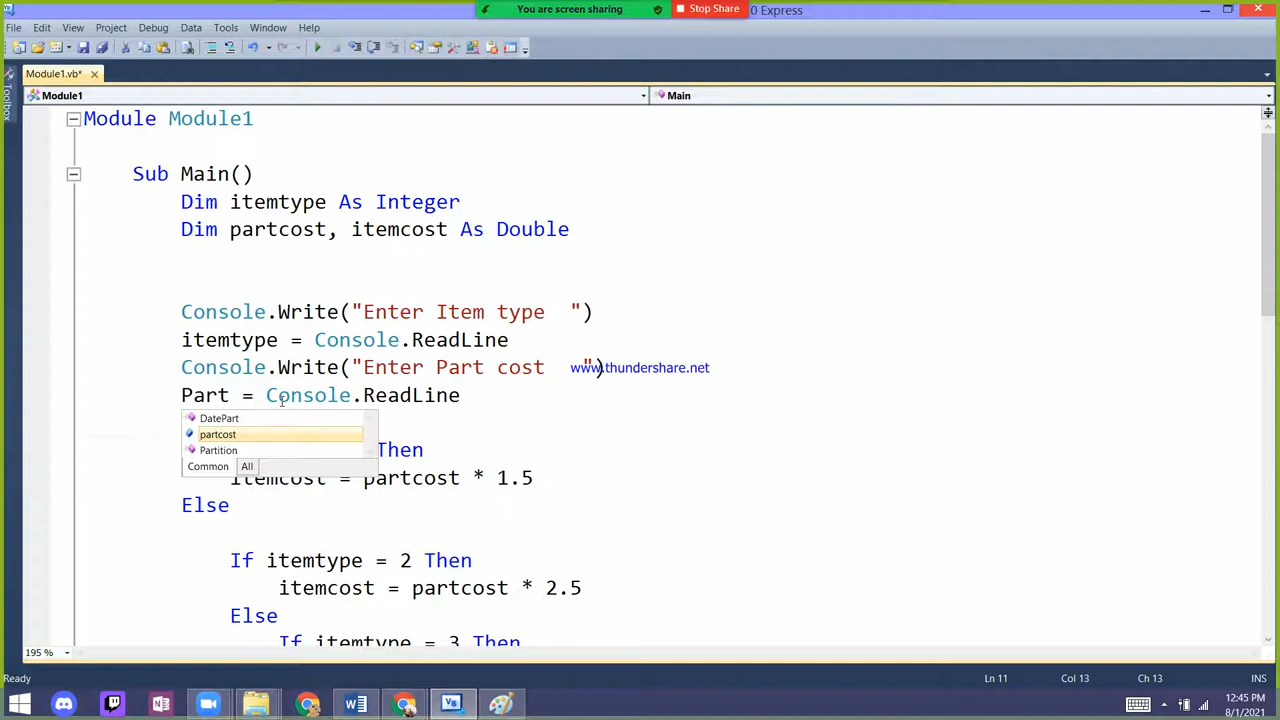 You are screen sharing Stop Share 0 Express
File Edit View Project Debug Data Tools Window Help
Module1.vb* ×
Toolbox
Module1 Main
Module Module1
Sub Main()
Dim itemtype As Integer
Dim partcost, itemcost As Double
Console.Write("Enter Item type  ")
itemtype = Console.ReadLine
Console.Write("Enter Part cost   ")
www.thundershare.net
Part = Console.ReadLine
DatePart
partcost
Partition
Common All
Then
itemcost = partcost * 1.5
Else
If itemtype = 2 Then
itemcost = partcost * 2.5
Else
If itemtype = 3 Then
195 %
Ready Ln 11 Col 13 Ch 13 INS
12:45 PM
8/1/2021